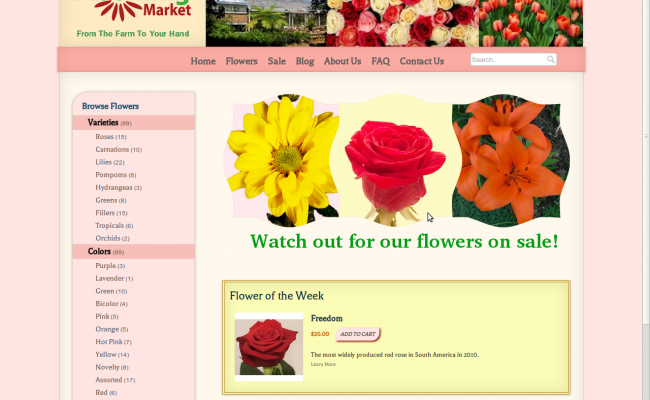 Market
From The Farm To Your Hand
Home Flowers Sale Blog About Us FAQ Contact Us
Search..
Browse Flowers
Varieties (89)
Roses (15)
Carnations (10)
Lilies (22)
Pompoms (8)
Hydrangeas (3)
Greens (8)
Fillers (15)
Tropicals (6)
Orchids (2)
Colors (89)
Purple (3)
Lavender (1)
Green (10)
Bicolor (4)
Pink (5)
Orange (5)
Hot Pink (7)
Yellow (14)
Novelty (8)
Assorted (17)
Red (6)
Watch out for our flowers on sale!
Flower of the Week
Freedom
$20.00 ADD TO CART
The most widely produced red rose in South America in 2010.
Learn More